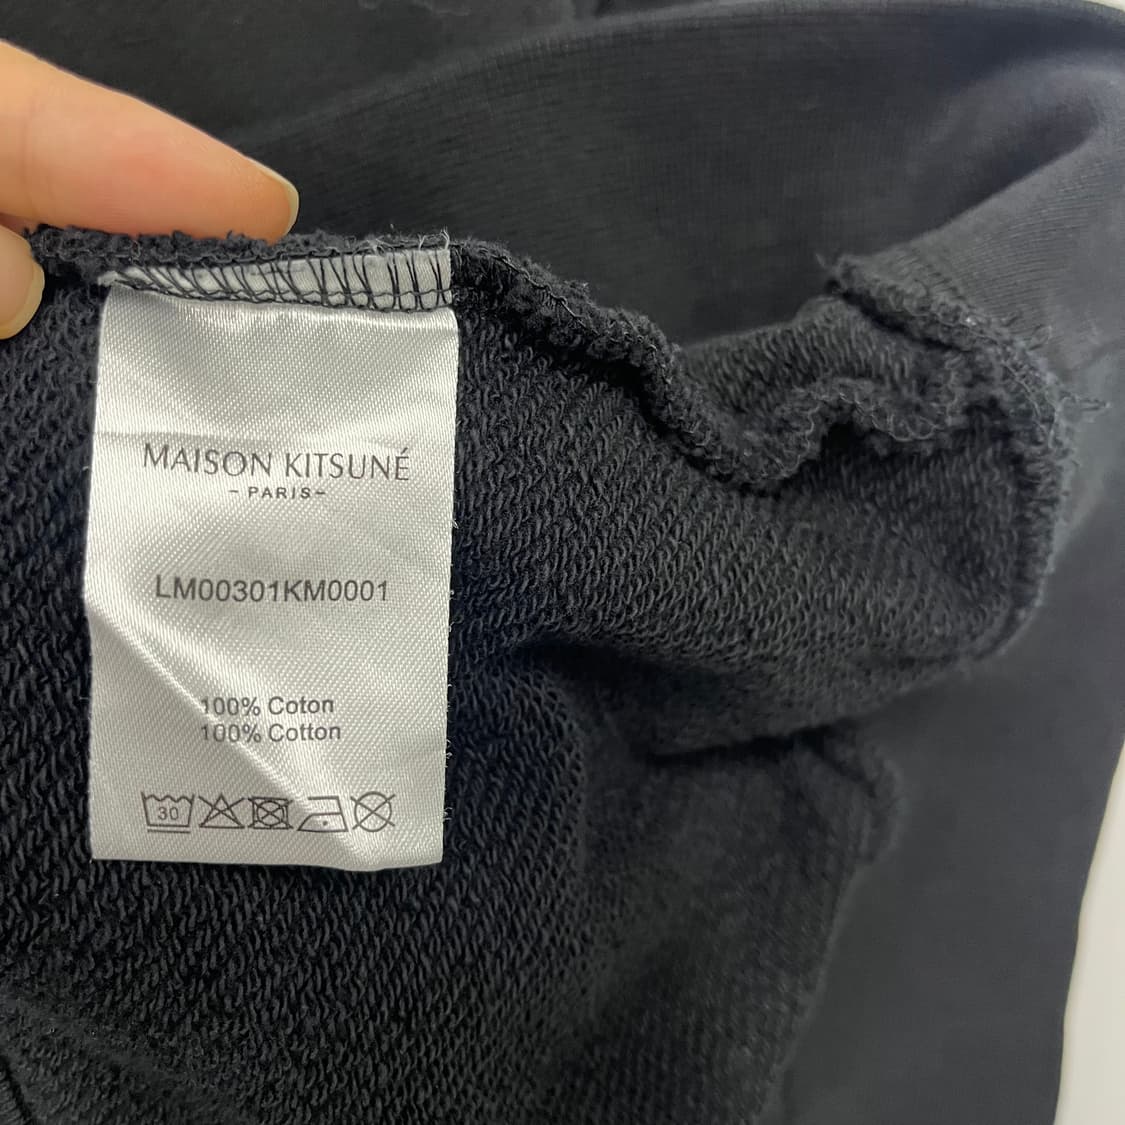 MAISON KITSUNÉ
- PARIS -
LM00301KM0001
100% Coton
100% Cotton
30